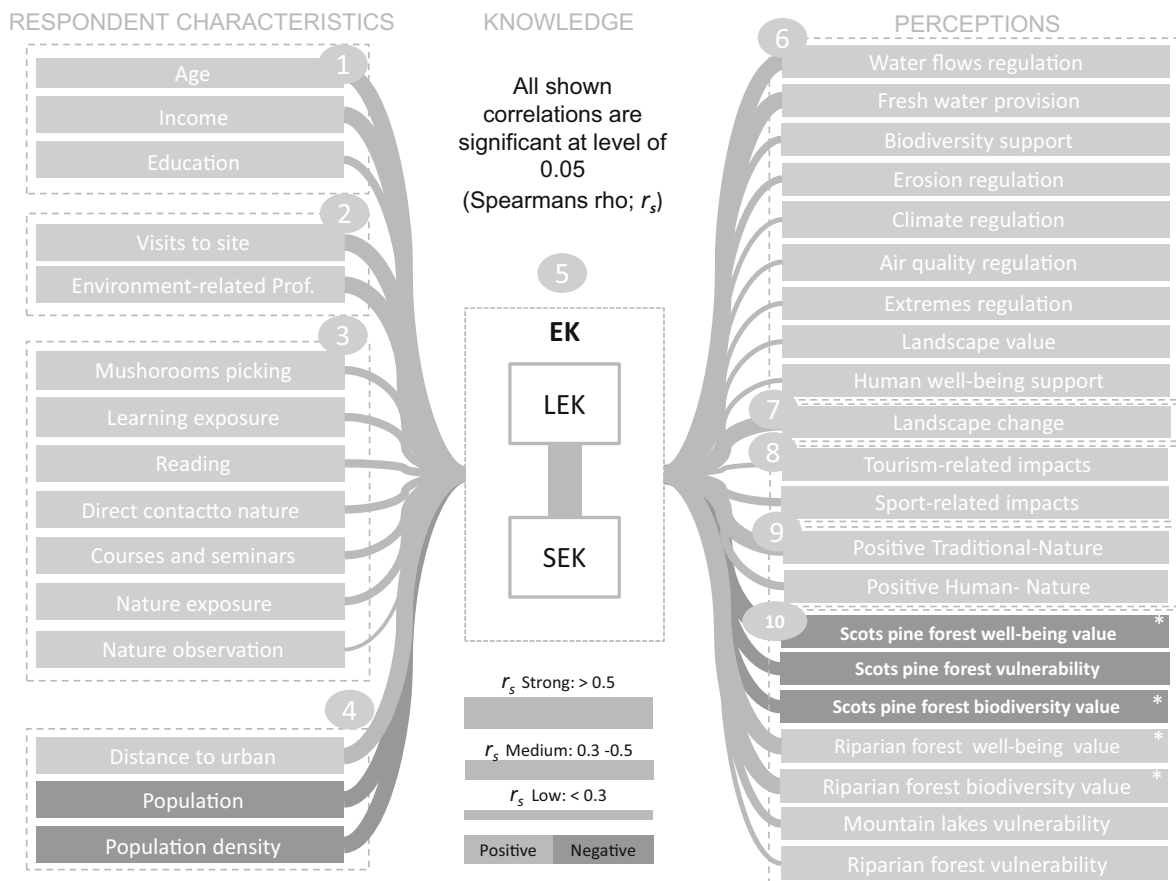 RESPONDENT CHARACTERISTICS
1
Age
Income
Education
2
Visits to site
Environment-related Prof.
3
Mushorooms picking
Learning exposure
Reading
Direct contactto nature
Courses and seminars
Nature exposure
Nature observation
4
Distance to urban
Population
Population density
KNOWLEDGE
All shown
correlations are
significant at level of
0.05
(Spearmans rho; rs)
5
EK
LEK
SEK
rs Strong: > 0.5
rs Medium: 0.3 -0.5
rs Low: < 0.3
Positive Negative
PERCEPTIONS
6
Water flows regulation
Fresh water provision
Biodiversity support
Erosion regulation
Climate regulation
Air quality regulation
Extremes regulation
Landscape value
Human well-being support
7
Landscape change
8
Tourism-related impacts
Sport-related impacts
9
Positive Traditional-Nature
Positive Human- Nature
10
Scots pine forest well-being value *
Scots pine forest vulnerability
Scots pine forest biodiversity value *
Riparian forest well-being value *
Riparian forest biodiversity value *
Mountain lakes vulnerability
Riparian forest vulnerability